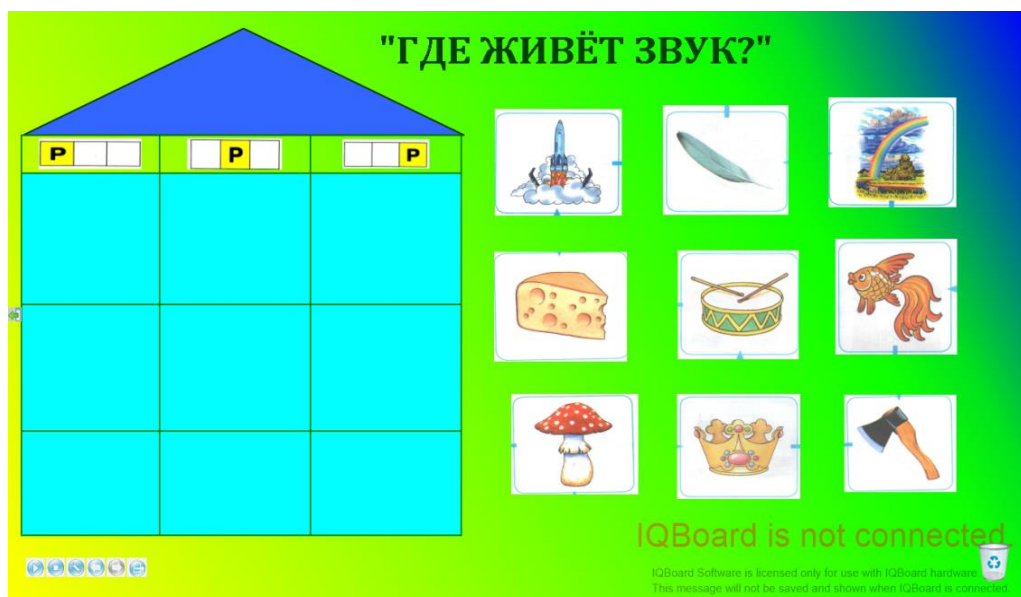 "ГДЕ ЖИВЁТ ЗВУК?"
Р Р Р
IQBoard is not connected
IQBoard Software is licensed only for use with IQBoard hardware
This message will not be saved and shown when IQBoard is connected.